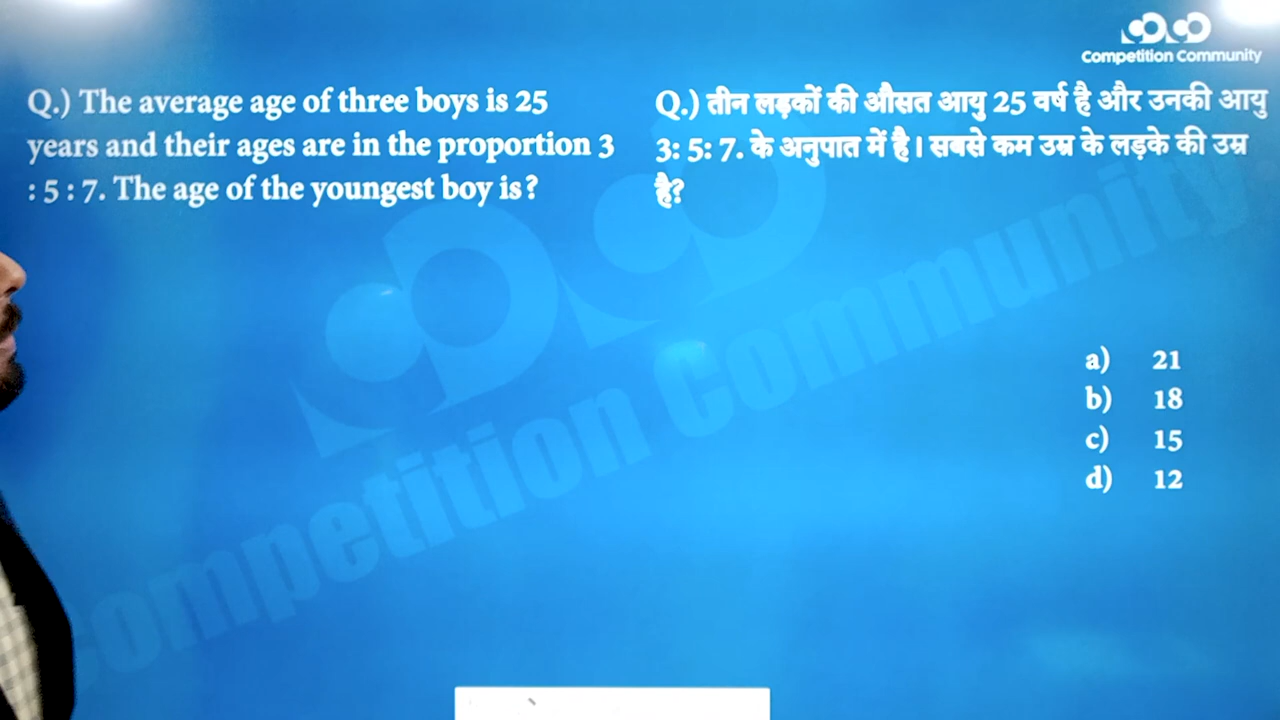 Competition Community
Q.) The average age of three boys is 25
years and their ages are in the proportion 3
: 5 : 7. The age of the youngest boy is?
Q.) तीन लड़कों की औसत आयु 25 वर्ष है और उनकी आयु
3: 5: 7. के अनुपात में है। सबसे कम उम्र के लड़के की उम्र
है?
a) 21
b) 18
c) 15
d) 12
Competition Community